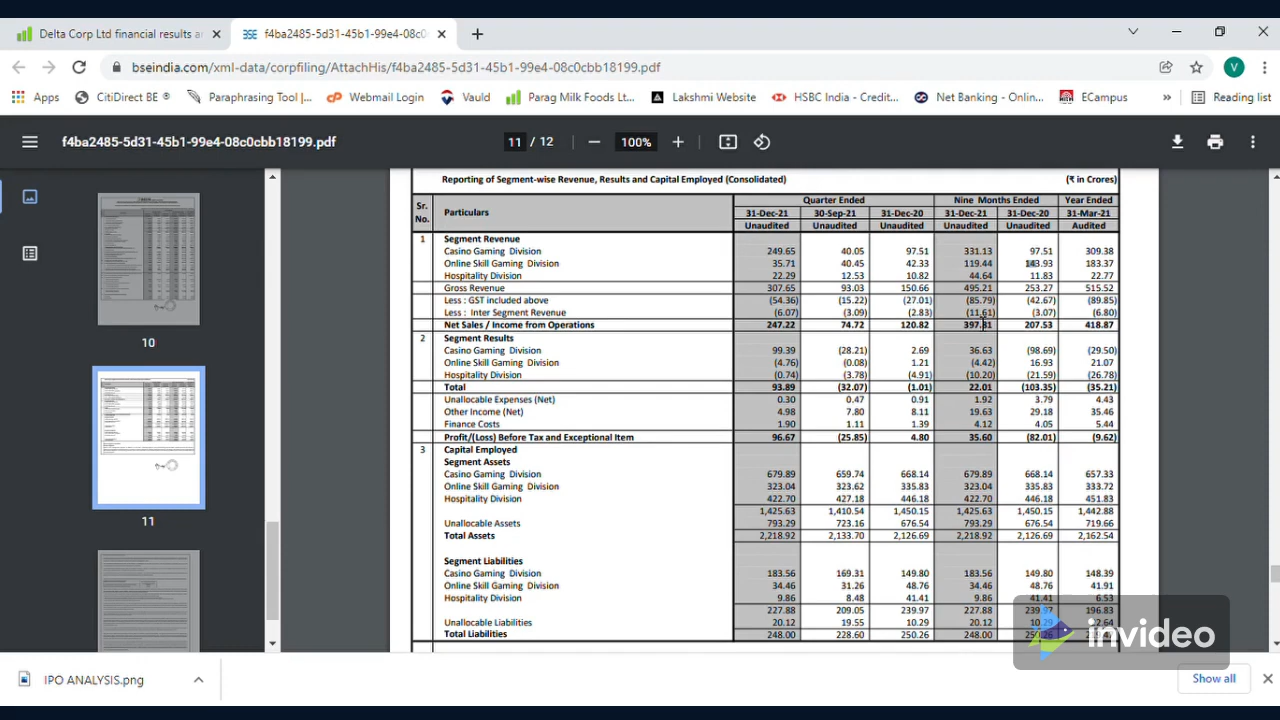 Delta Corp Ltd financial results ar
f4ba2485-5d31-45b1-99e4-08c0
bseindia.com/xml-data/corpfiling/AttachHis/f4ba2485-5d31-45b1-99e4-08c0cbb18199.pdf
V
Apps CitiDirect BE ® Paraphrasing Tool |... Webmail Login Vauld Parag Milk Foods Lt... Lakshmi Website HSBC India - Credit... Net Banking - Onlin... ECampus » Reading list
f4ba2485-5d31-45b1-99e4-08c0cbb18199.pdf 11 / 12 100%
10
11
Reporting of Segment-wise Revenue, Results and Capital Employed (Consolidated) (₹ in Crores)
Sr. No. Particulars Quarter Ended Nine Months Ended Year Ended
31-Dec-21 30-Sep-21 31-Dec-20 31-Dec-21 31-Dec-20 31-Mar-21
Unaudited Unaudited Unaudited Unaudited Unaudited Audited
1 Segment Revenue
Casino Gaming Division 249.65 40.05 97.51 331.13 97.51 309.38
Online Skill Gaming Division 35.71 40.45 42.33 119.44 143.93 183.37
Hospitality Division 22.29 12.53 10.82 44.64 11.83 22.77
Gross Revenue 307.65 93.03 150.66 495.21 253.27 515.52
Less : GST included above (54.36) (15.22) (27.01) (85.79) (42.67) (89.85)
Less : Inter Segment Revenue (6.07) (3.09) (2.83) (11.61) (3.07) (6.80)
Net Sales / Income from Operations 247.22 74.72 120.82 397.81 207.53 418.87
2 Segment Results
Casino Gaming Division 99.39 (28.21) 2.69 36.63 (98.69) (29.50)
Online Skill Gaming Division (4.76) (0.08) 1.21 (4.42) 16.93 21.07
Hospitality Division (0.74) (3.78) (4.91) (10.20) (21.59) (26.78)
Total 93.89 (32.07) (1.01) 22.01 (103.35) (35.21)
Unallocable Expenses (Net) 0.30 0.47 0.91 1.92 3.79 4.43
Other Income (Net) 4.98 7.80 8.11 19.63 29.18 35.46
Finance Costs 1.90 1.11 1.39 4.12 4.05 5.44
Profit/(Loss) Before Tax and Exceptional Item 96.67 (25.85) 4.80 35.60 (82.01) (9.62)
3 Capital Employed
Segment Assets
Casino Gaming Division 679.89 659.74 668.14 679.89 668.14 657.33
Online Skill Gaming Division 323.04 323.62 335.83 323.04 335.83 333.72
Hospitality Division 422.70 427.18 446.18 422.70 446.18 451.83
1,425.63 1,410.54 1,450.15 1,425.63 1,450.15 1,442.88
Unallocable Assets 793.29 723.16 676.54 793.29 676.54 719.66
Total Assets 2,218.92 2,133.70 2,126.69 2,218.92 2,126.69 2,162.54
Segment Liabilities
Casino Gaming Division 183.56 169.31 149.80 183.56 149.80 148.39
Online Skill Gaming Division 34.46 31.26 48.76 34.46 48.76 41.91
Hospitality Division 9.86 8.48 41.41 9.86 41.41 6.53
227.88 209.05 239.97 227.88 239.97 196.83
Unallocable Liabilities 20.12 19.55 10.29 20.12 10.29
Total Liabilities 248.00 228.60 250.26 248.00
invideo
IPO ANALYSIS.png Show all